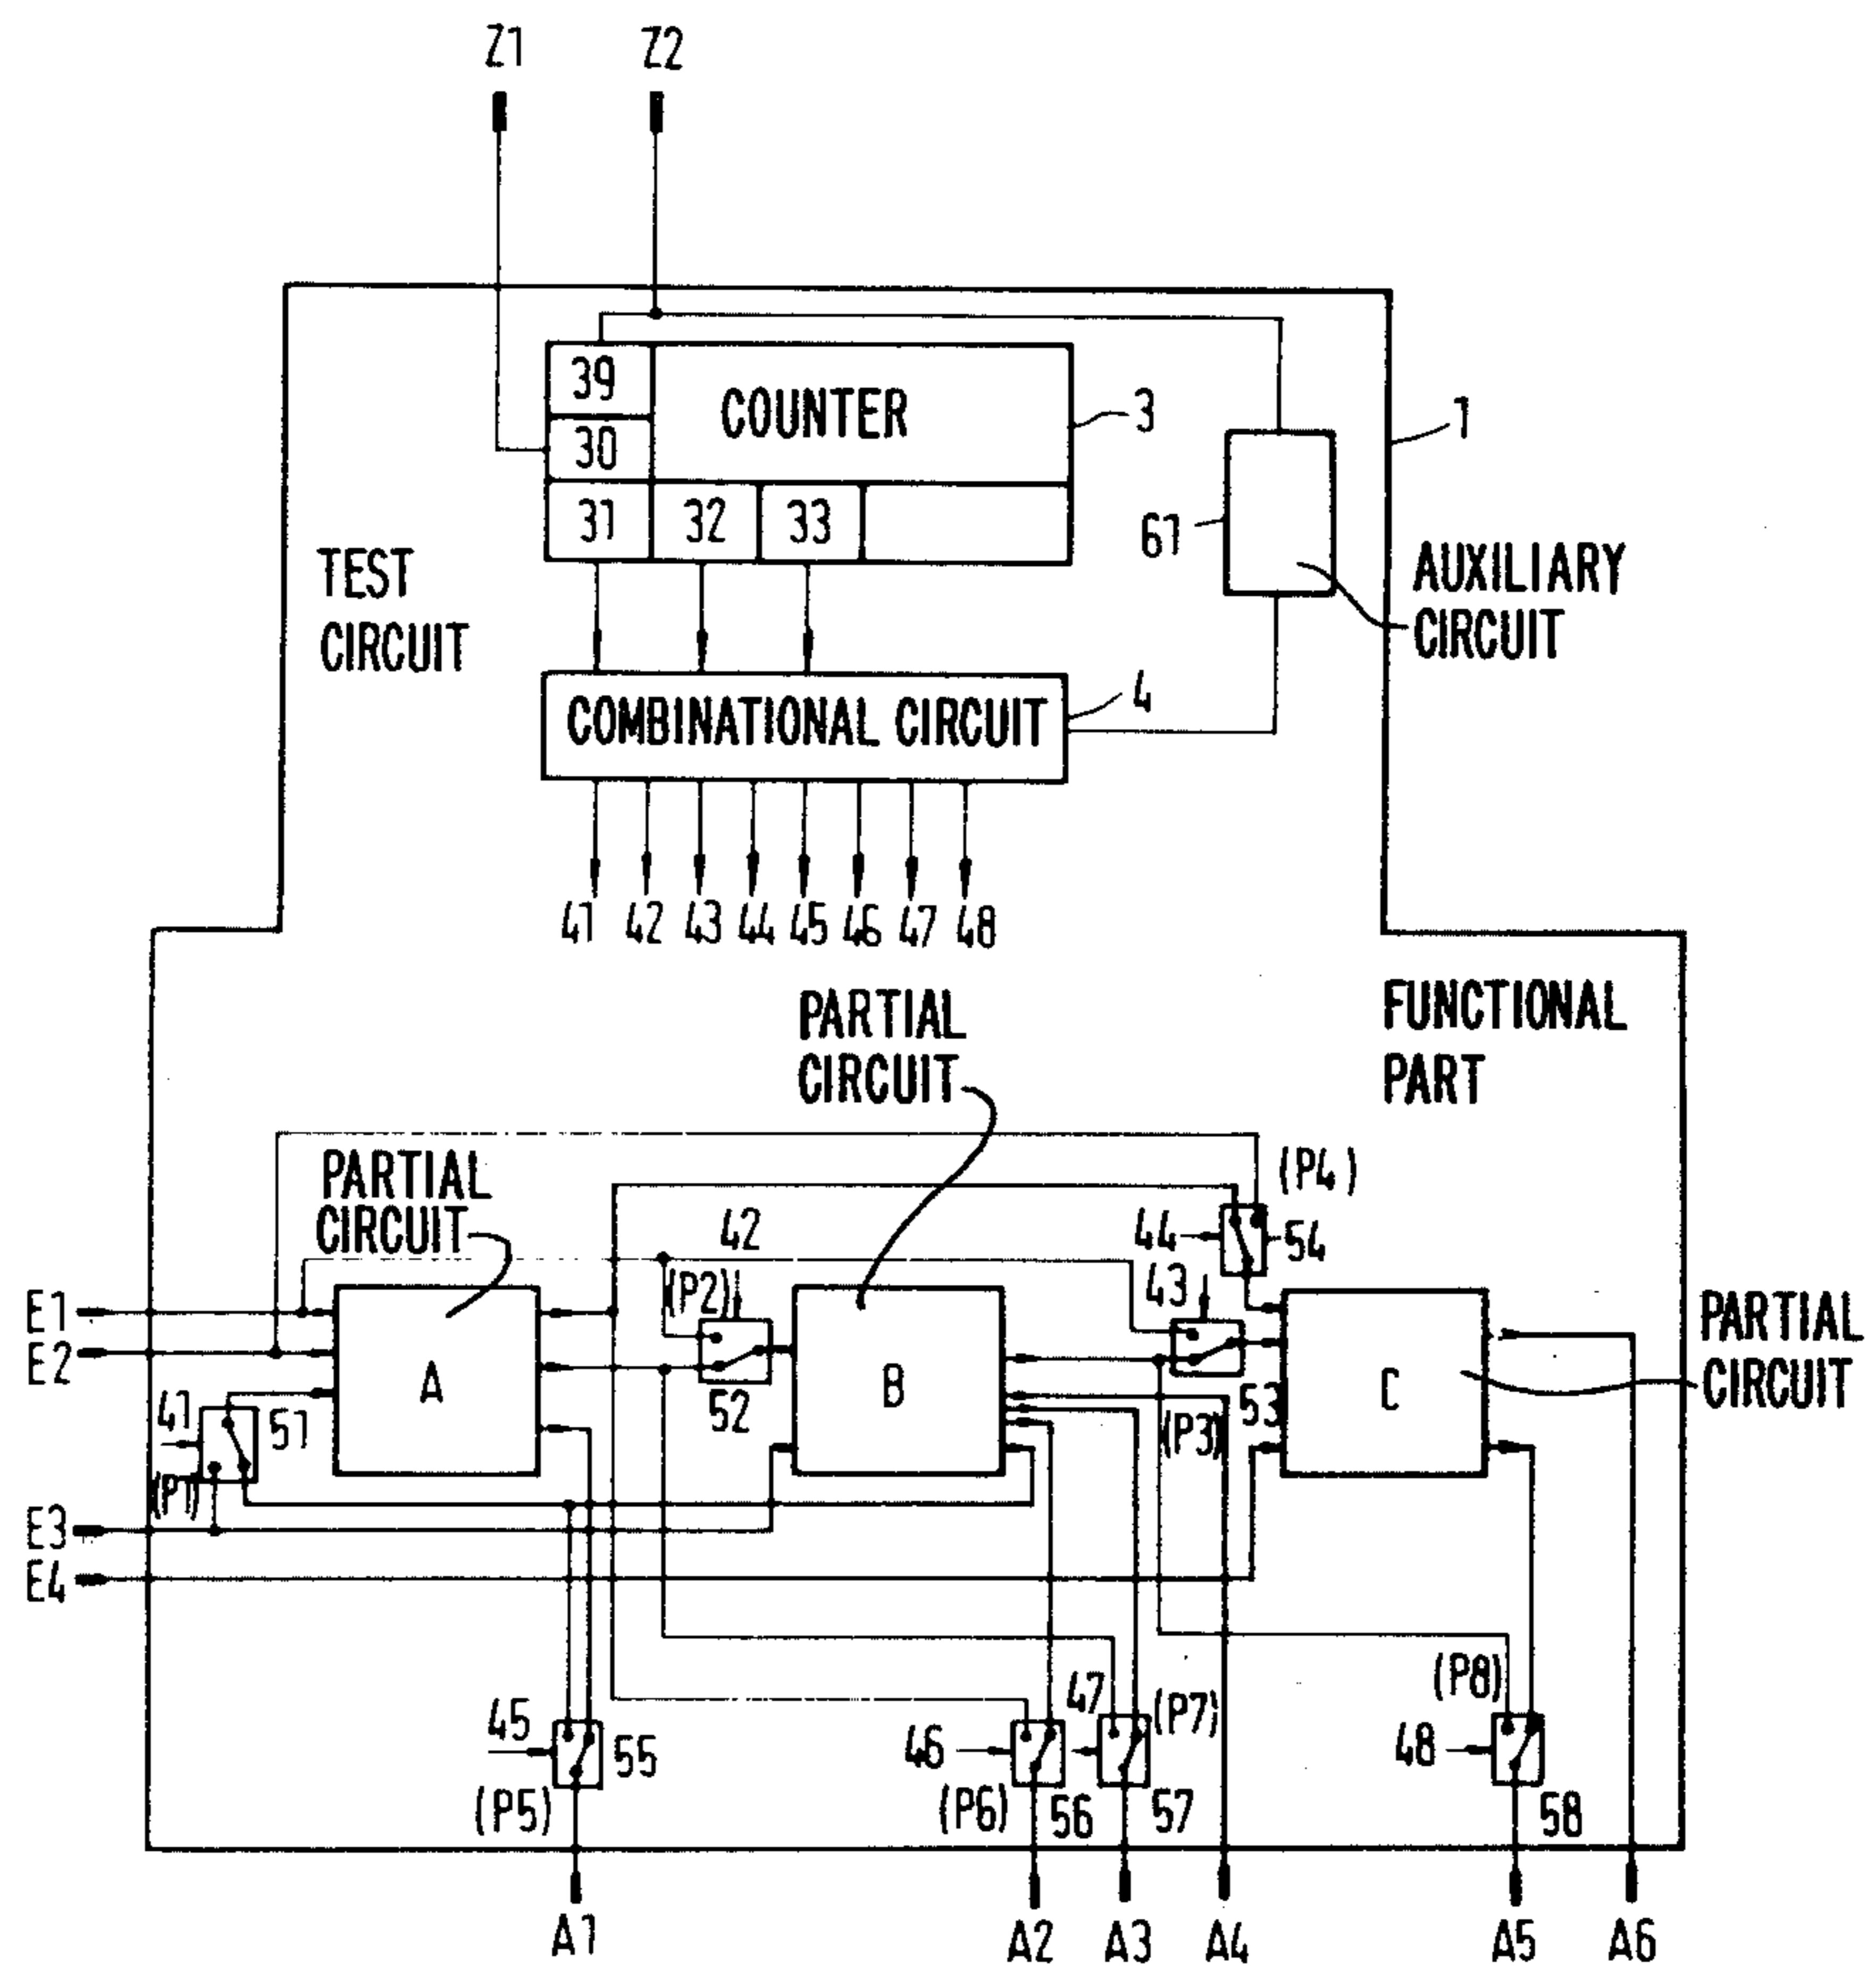 Z1 Z2
39
COUNTER
3
1
30
31 32 33
61
TEST
CIRCUIT
AUXILIARY
CIRCUIT
4
COMBINATIONAL CIRCUIT
41 42 43 44 45 46 47 48
PARTIAL
CIRCUIT
FUNCTIONAL
PART
PARTIAL
CIRCUIT
(P4)
42
44
54
(P2)
43
E1
E2
PARTIAL
CIRCUIT
A
B
C
52
53
41
51
(P3)
(P1)
E3
E4
(P8)
47
(P7)
45
55
46
48
(P5)
(P6)
56
57
58
A1 A2 A3 A4 A5 A6